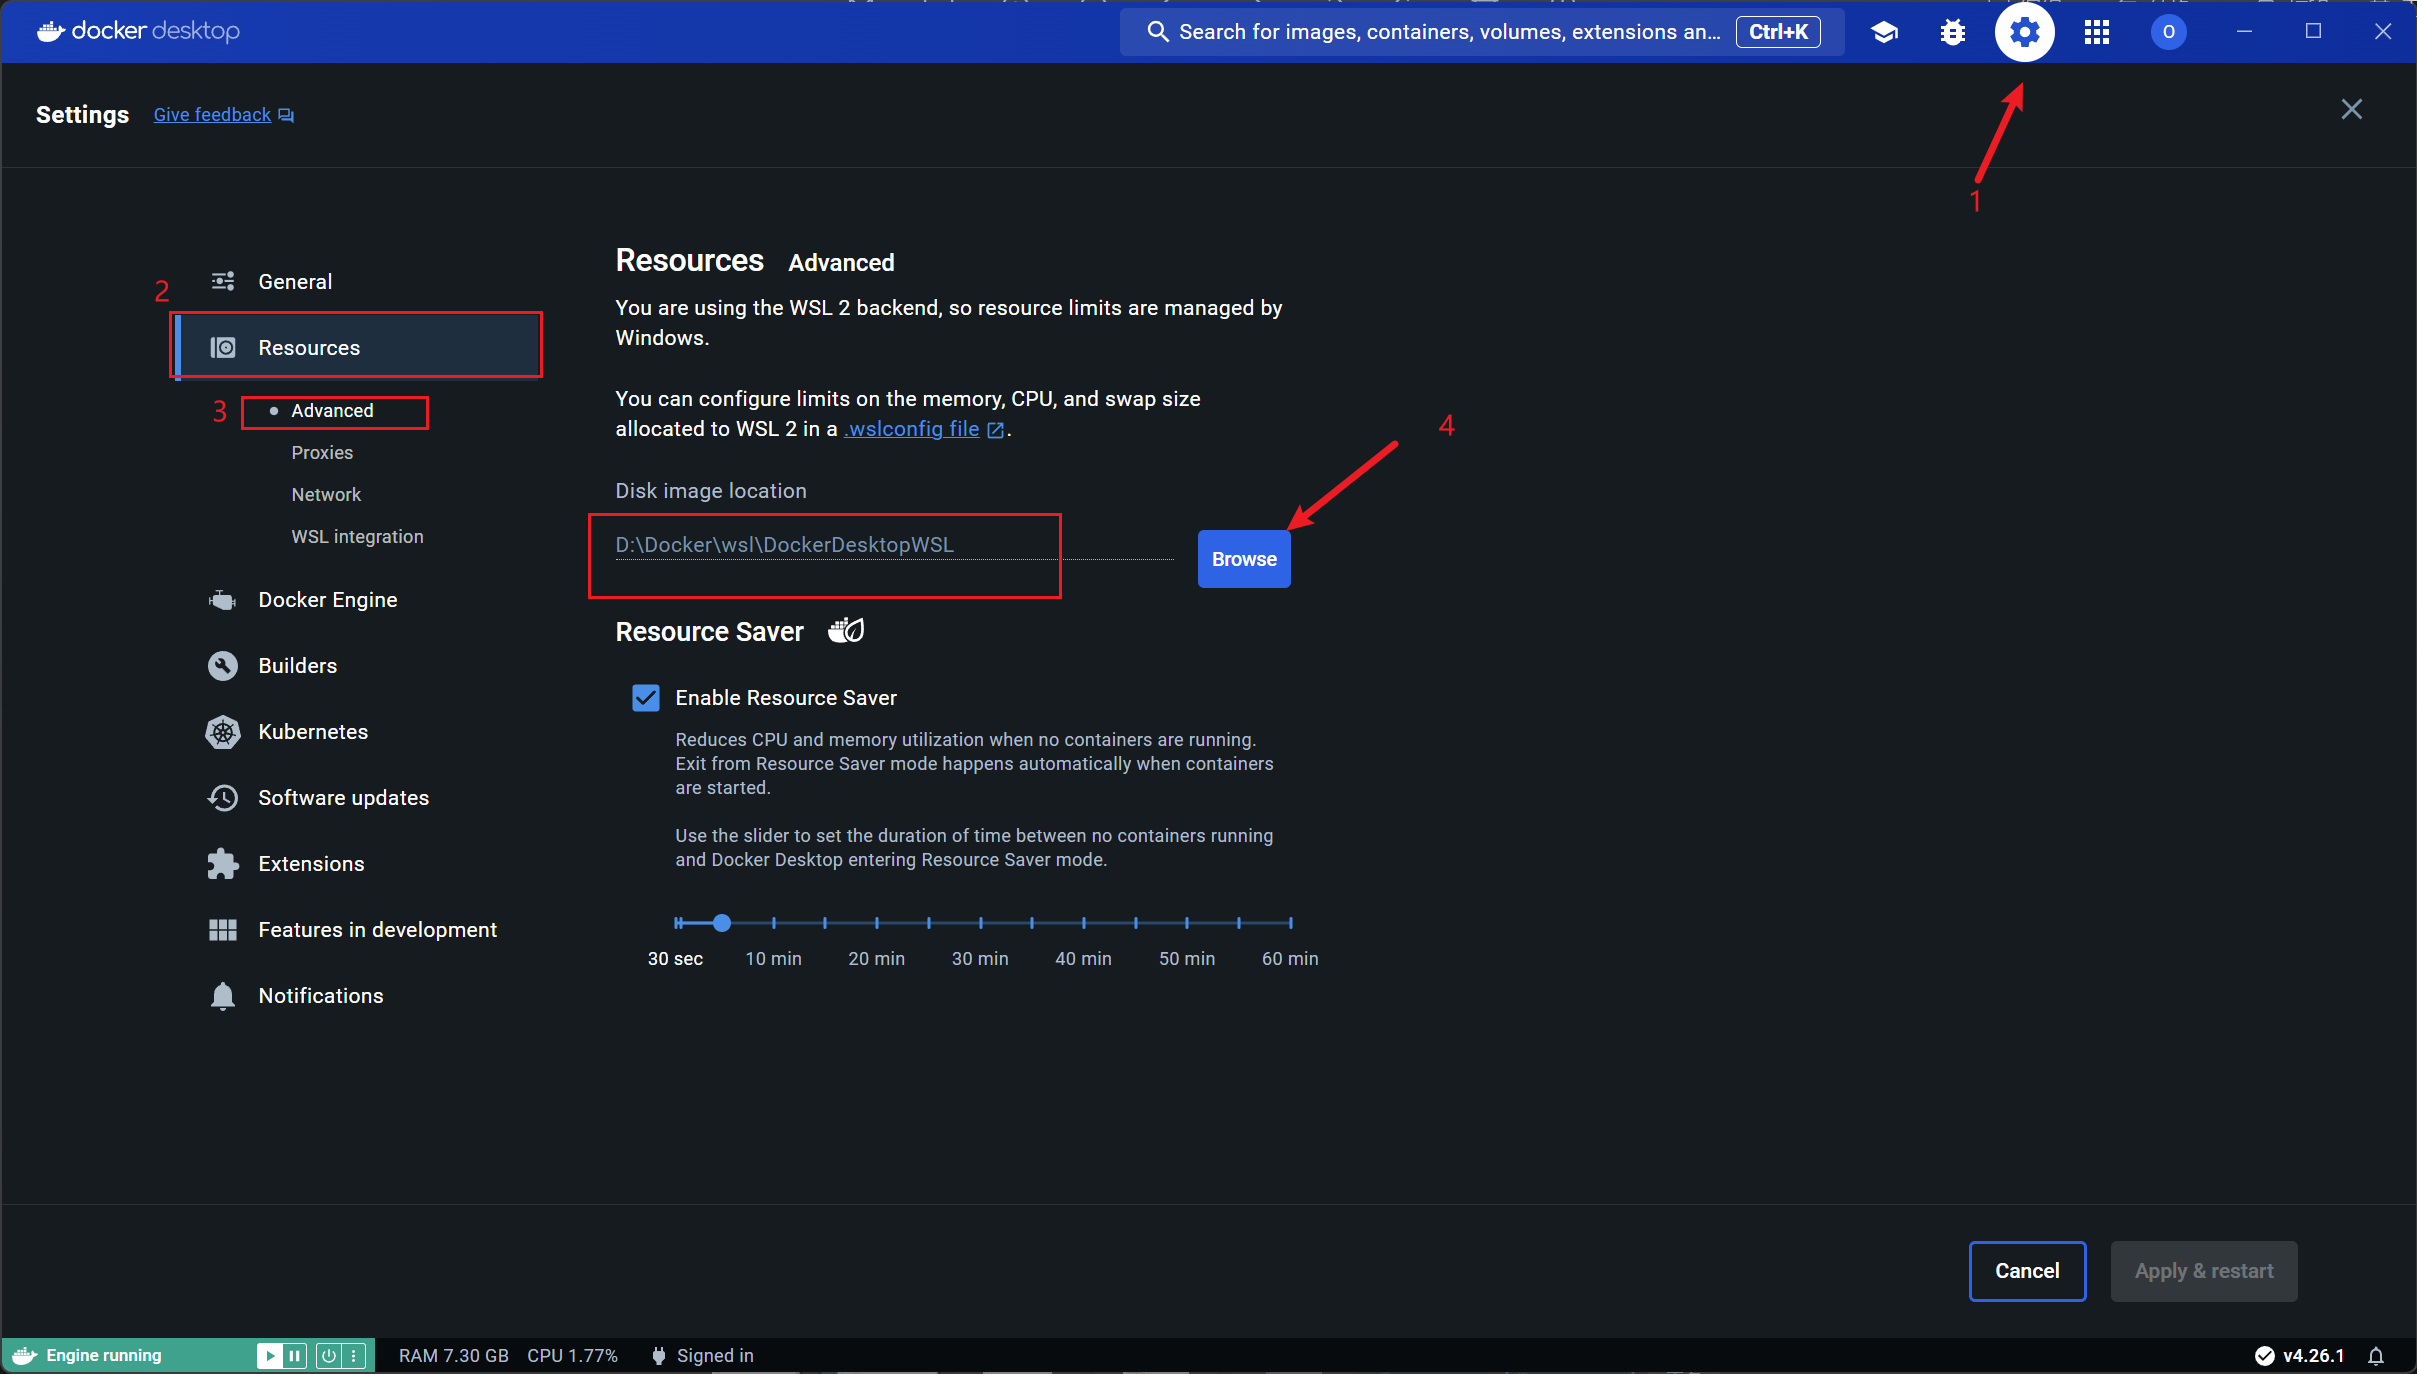 docker desktop
Search for images, containers, volumes, extensions an...
Ctrl+K
O
Settings
Give feedback
1
2
General
Resources
3
Advanced
Proxies
Network
WSL integration
Docker Engine
Builders
Kubernetes
Software updates
Extensions
Features in development
Notifications
Resources Advanced
You are using the WSL 2 backend, so resource limits are managed by
Windows.
You can configure limits on the memory, CPU, and swap size
allocated to WSL 2 in a .wslconfig file .
4
Disk image location
D:\Docker\wsl\DockerDesktopWSL
Browse
Resource Saver
Enable Resource Saver
Reduces CPU and memory utilization when no containers are running.
Exit from Resource Saver mode happens automatically when containers
are started.
Use the slider to set the duration of time between no containers running
and Docker Desktop entering Resource Saver mode.
30 sec 10 min 20 min 30 min 40 min 50 min 60 min
Cancel
Apply & restart
Engine running
RAM 7.30 GB CPU 1.77%
Signed in
v4.26.1